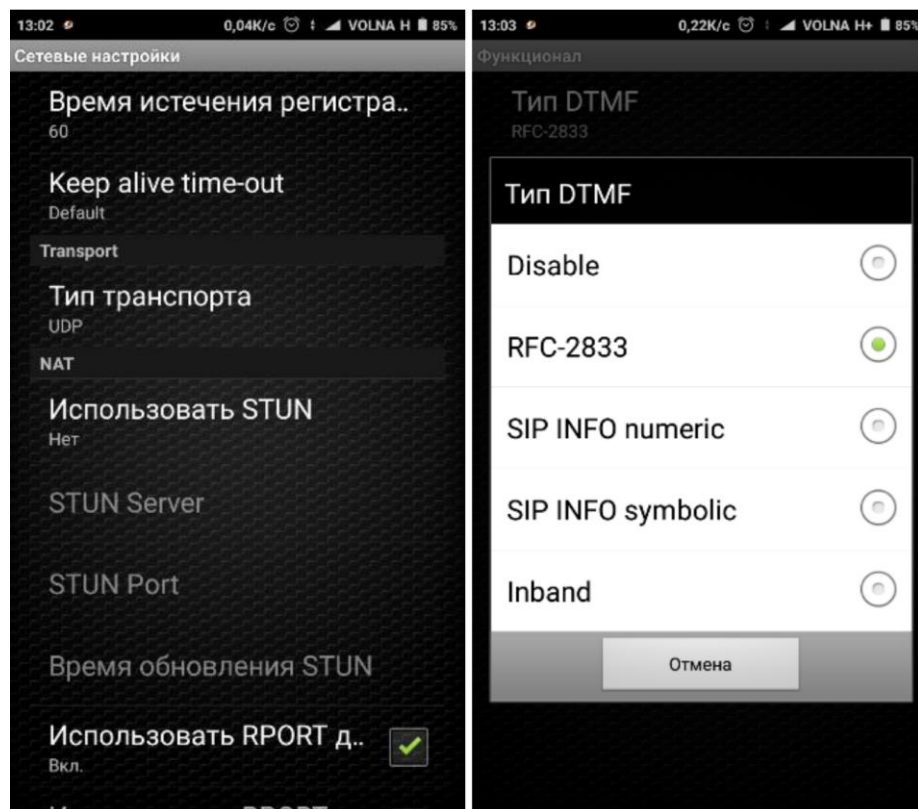 13:02 0,04K/c VOLNA H 85%
Сетевые настройки
Время истечения регистра..
60
Keep alive time-out
Default
Transport
Тип транспорта
UDP
NAT
Использовать STUN
Нет
STUN Server
STUN Port
Время обновления STUN
Использовать RPORT д..
Вкл.
13:03 0,22K/c VOLNA H+ 85%
Функционал
Тип DTMF
RFC-2833
Тип DTMF
Disable
RFC-2833
SIP INFO numeric
SIP INFO symbolic
Inband
Отмена